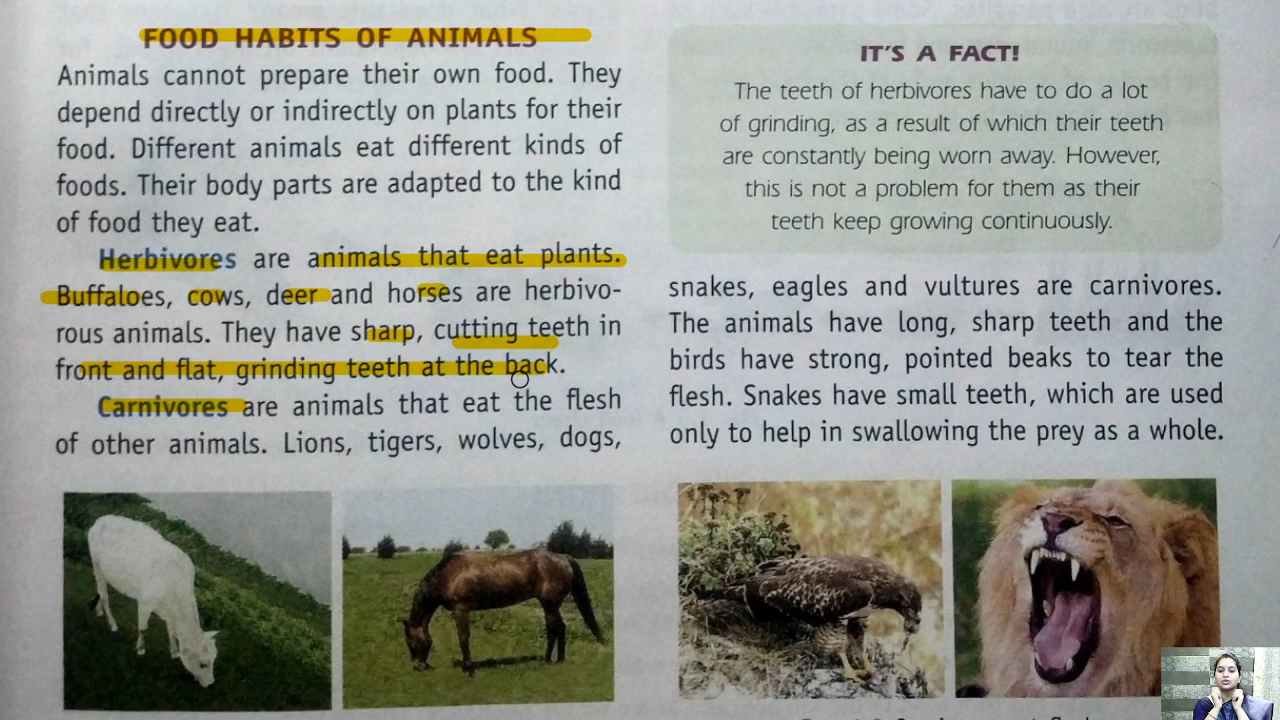 FOOD HABITS OF ANIMALS
Animals cannot prepare their own food. They
depend directly or indirectly on plants for their
food. Different animals eat different kinds of
foods. Their body parts are adapted to the kind
of food they eat.
Herbivores are animals that eat plants.
Buffaloes, cows, deer and horses are herbivo-
rous animals. They have sharp, cutting teeth in
front and flat, grinding teeth at the back.
Carnivores are animals that eat the flesh
of other animals. Lions, tigers, wolves, dogs,
IT'S A FACT!
The teeth of herbivores have to do a lot
of grinding, as a result of which their teeth
are constantly being worn away. However,
this is not a problem for them as their
teeth keep growing continuously.
snakes, eagles and vultures are carnivores.
The animals have long, sharp teeth and the
birds have strong, pointed beaks to tear the
flesh. Snakes have small teeth, which are used
only to help in swallowing the prey as a whole.